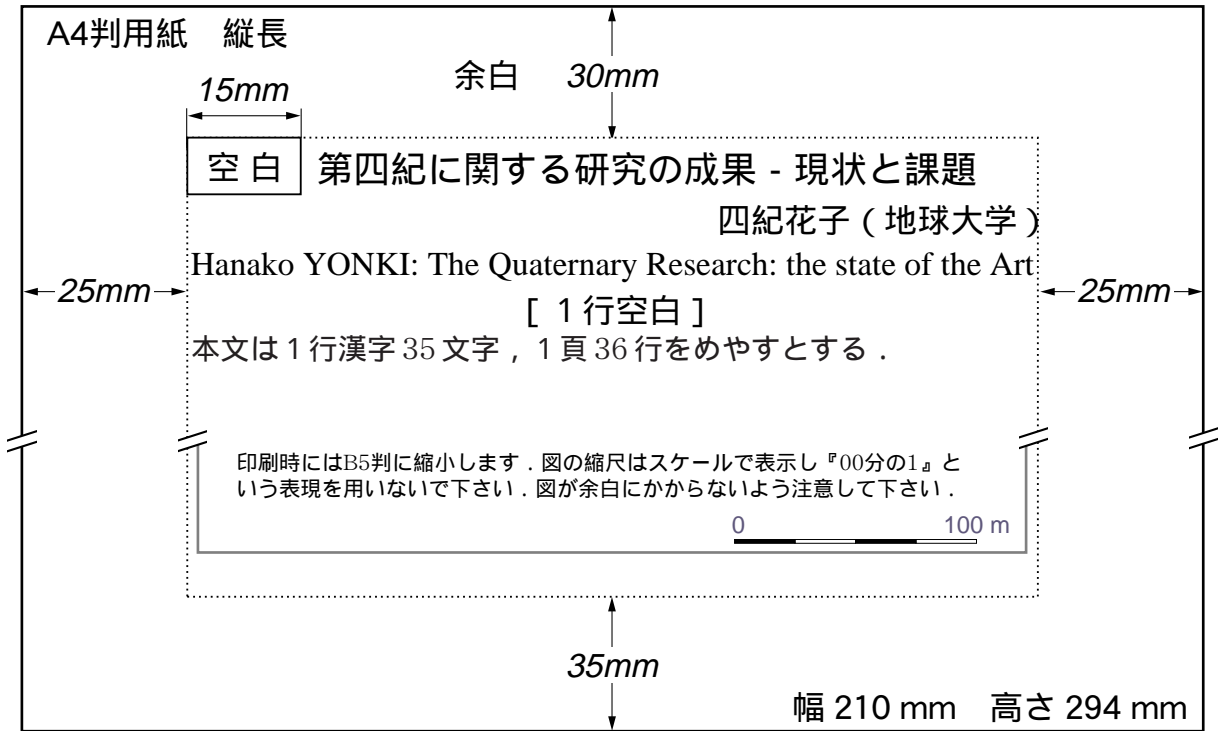 A4判用紙　縦長
余白　30mm
15mm
空 白
第四紀に関する研究の成果 - 現状と課題
四紀花子 ( 地球大学 )
Hanako YONKI: The Quaternary Research: the state of the Art
25mm
25mm
[ 1 行空白 ]
本文は 1 行漢字 35 文字 , 1 頁 36 行をめやすとする .
印刷時にはB5判に縮小します . 図の縮尺はスケールで表示し『00分の1』と
いう表現を用いないで下さい . 図が余白にかからないよう注意して下さい .
0
100 m
35mm
幅 210 mm　高さ 294 mm